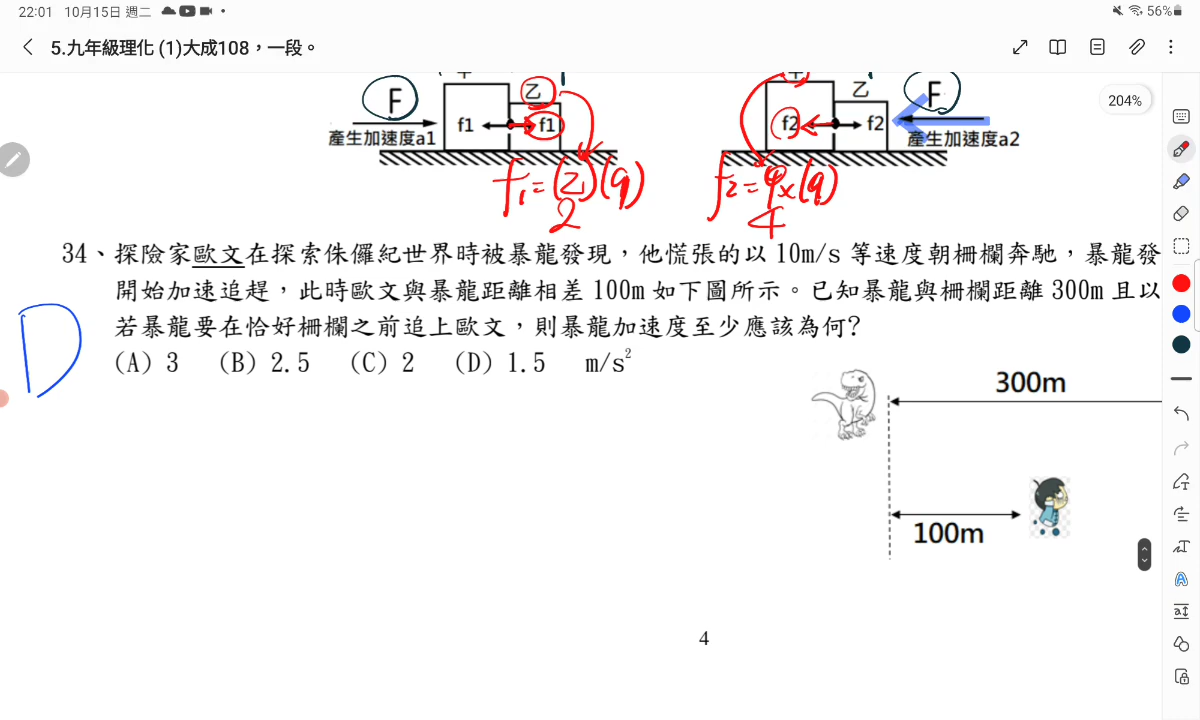 22:01 10月15日 週二 56%
5.九年級理化 (1)大成108，一段。
204%
F
乙
f1 f1
產生加速度a1
f1=(乙)(a)
2
乙
F
f2 f2
產生加速度a2
f2=甲x(a)
4
34、探險家歐文在探索侏儸紀世界時被暴龍發現，他慌張的以 10m/s 等速度朝柵欄奔馳，暴龍發
開始加速追趕，此時歐文與暴龍距離相差 100m 如下圖所示。已知暴龍與柵欄距離 300m 且以
若暴龍要在恰好柵欄之前追上歐文，則暴龍加速度至少應該為何?
D
(A) 3 (B) 2.5 (C) 2 (D) 1.5 m/s²
300m
100m
4